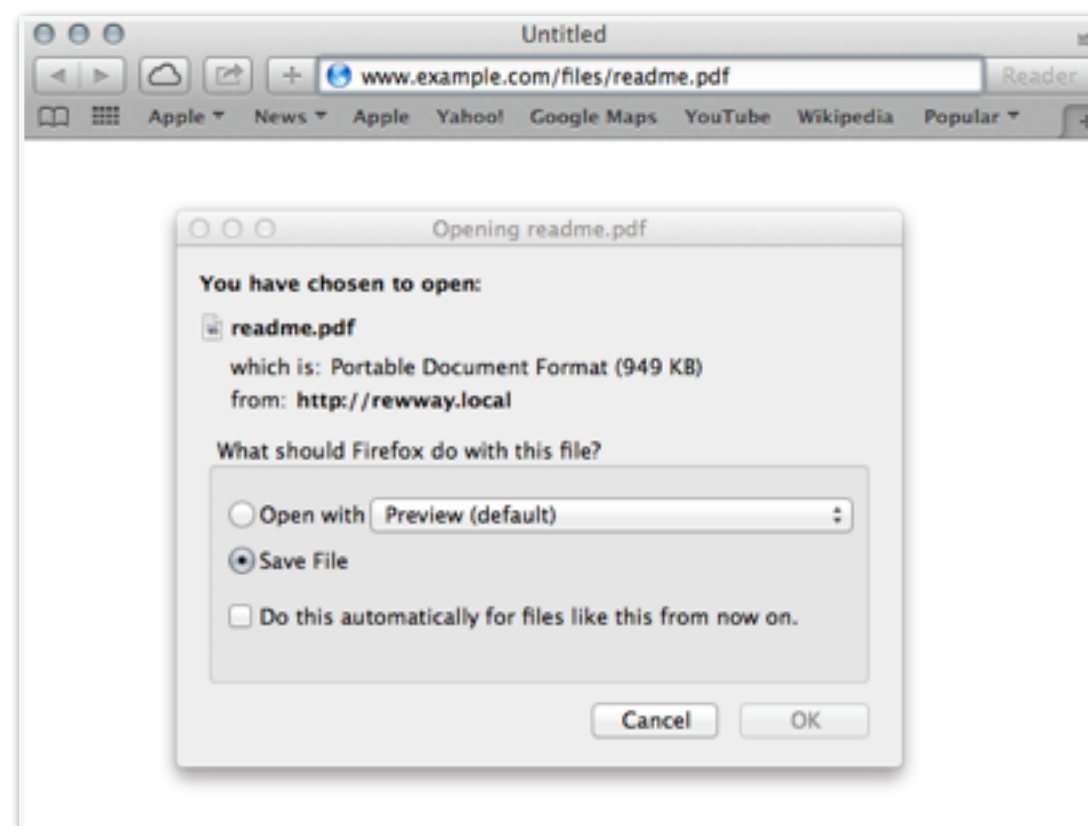 Untitled
www.example.com/files/readme.pdf Reader
Apple News Apple Yahoo! Google Maps YouTube Wikipedia Popular
Opening readme.pdf
You have chosen to open:
readme.pdf
which is: Portable Document Format (949 KB)
from: http://rewway.local
What should Firefox do with this file?
Open with Preview (default)
Save File
Do this automatically for files like this from now on.
Cancel OK